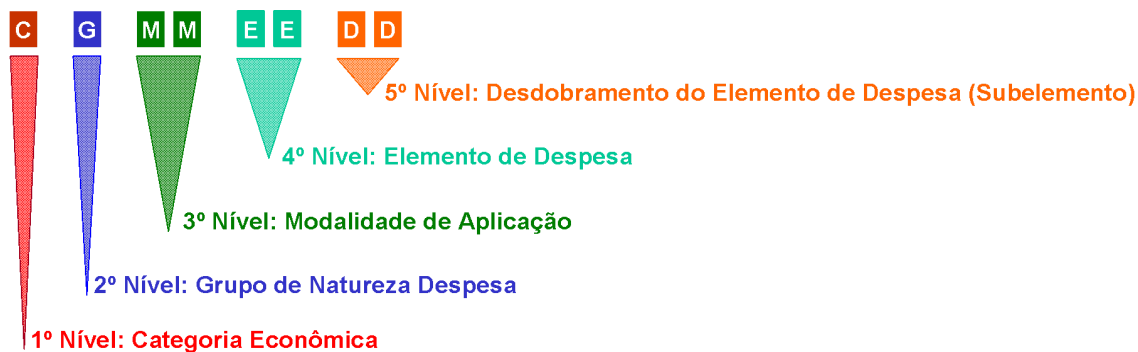 C G M M E E D D
5º Nível: Desdobramento do Elemento de Despesa (Subelemento)
4º Nível: Elemento de Despesa
3º Nível: Modalidade de Aplicação
2º Nível: Grupo de Natureza Despesa
1º Nível: Categoria Econômica